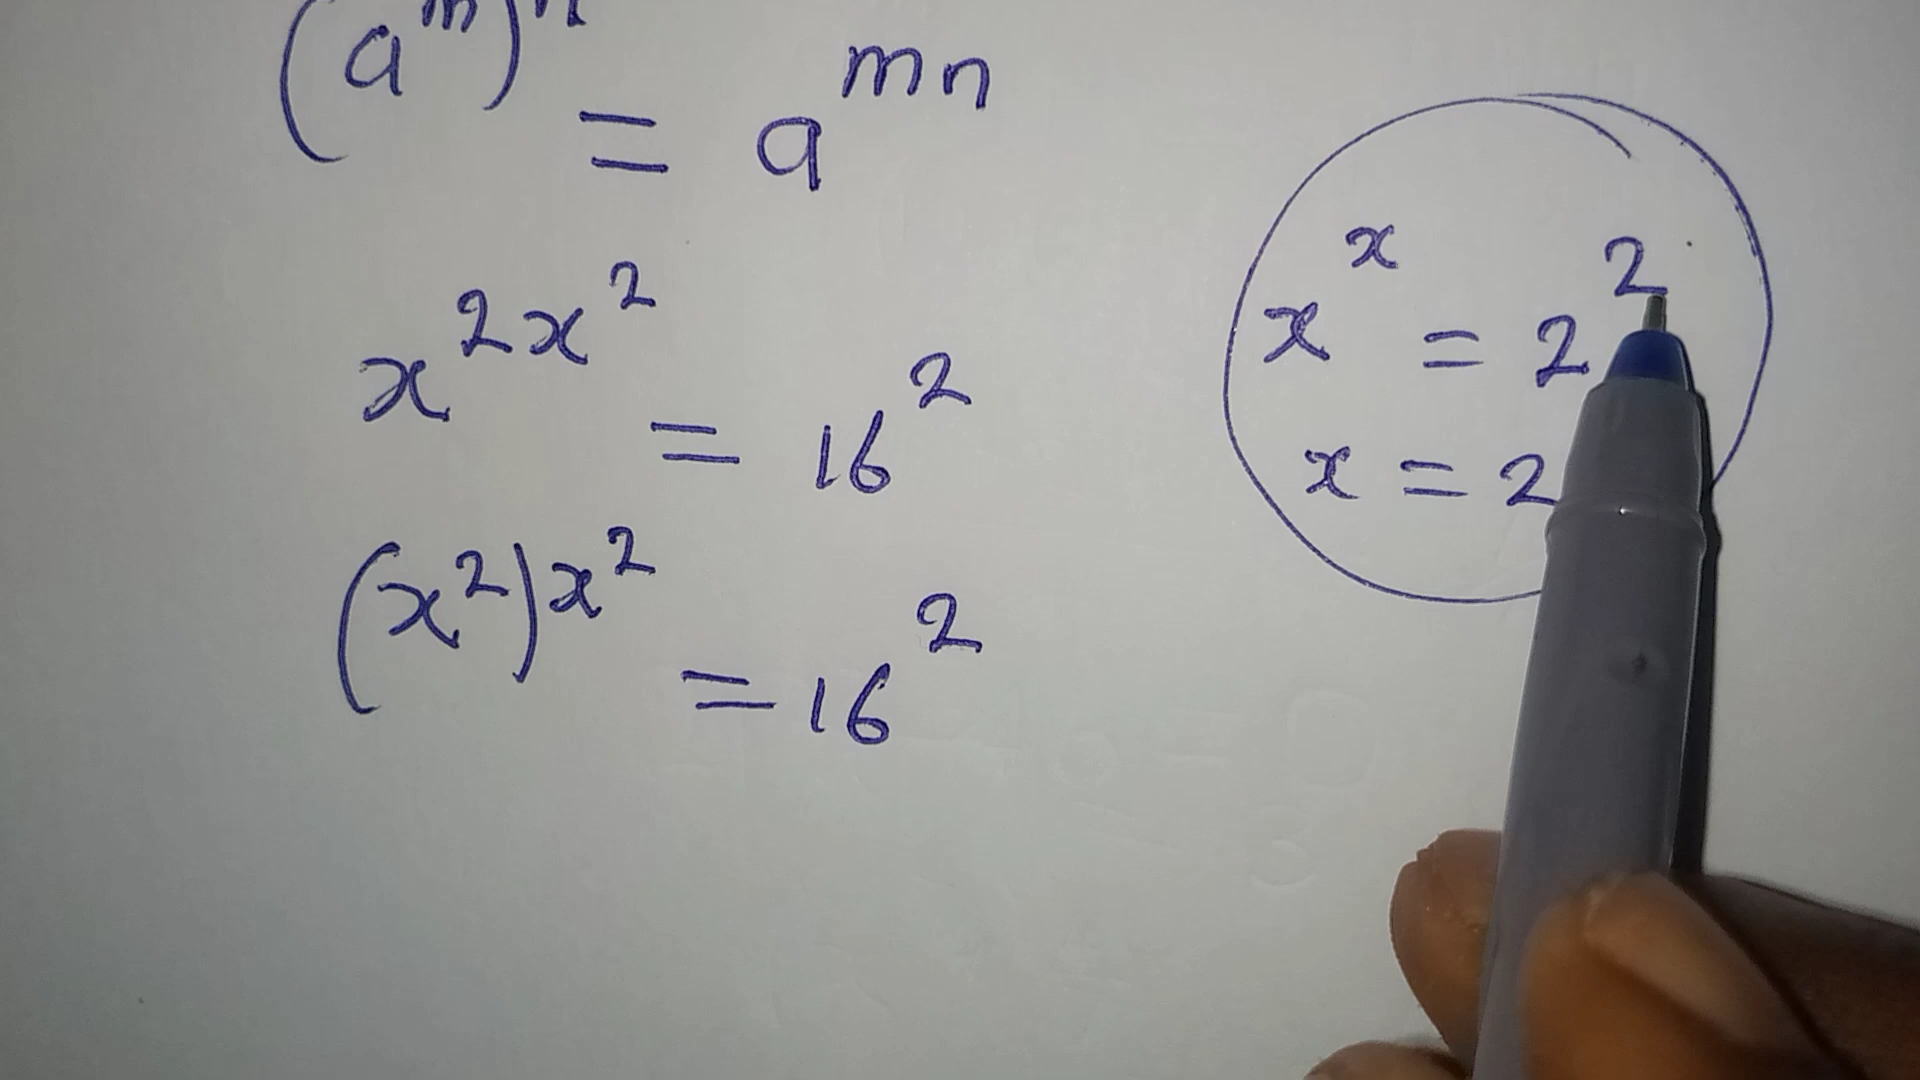 (a^m)^n = a^{mn}
x^{2x^2} = 16^2
(x^2)^{x^2} = 16^2
x^x = 2^2
x = 2